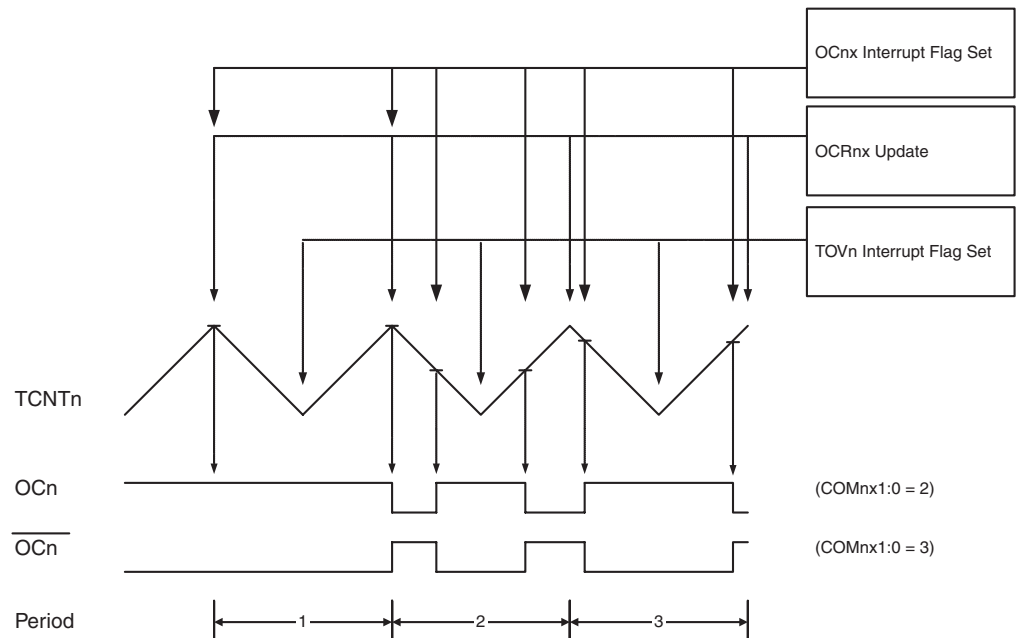 OCnx Interrupt Flag Set
OCRnx Update
TOVn Interrupt Flag Set
TCNTn
OCn
(COMnx1:0 = 2)
OCn
(COMnx1:0 = 3)
Period
1
2
3